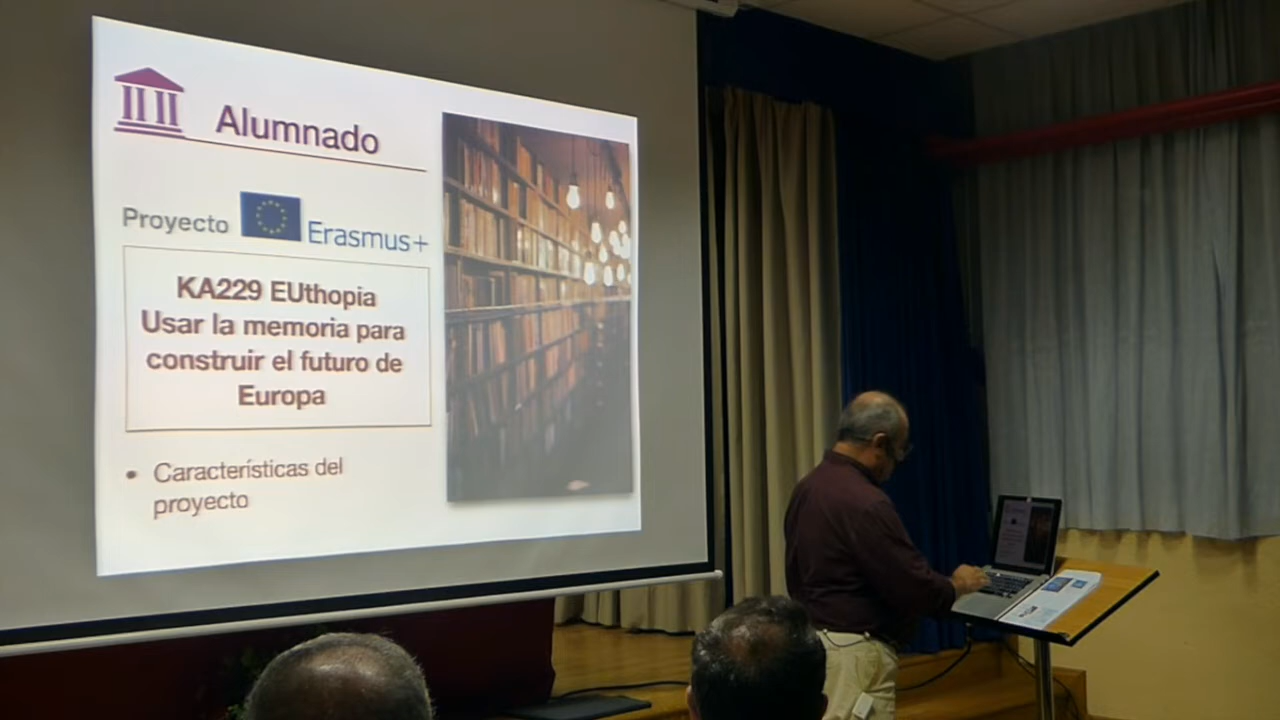 Alumnado
Proyecto Erasmus+
KA229 EUthopia
Usar la memoria para
construir el futuro de
Europa
• Características del
proyecto